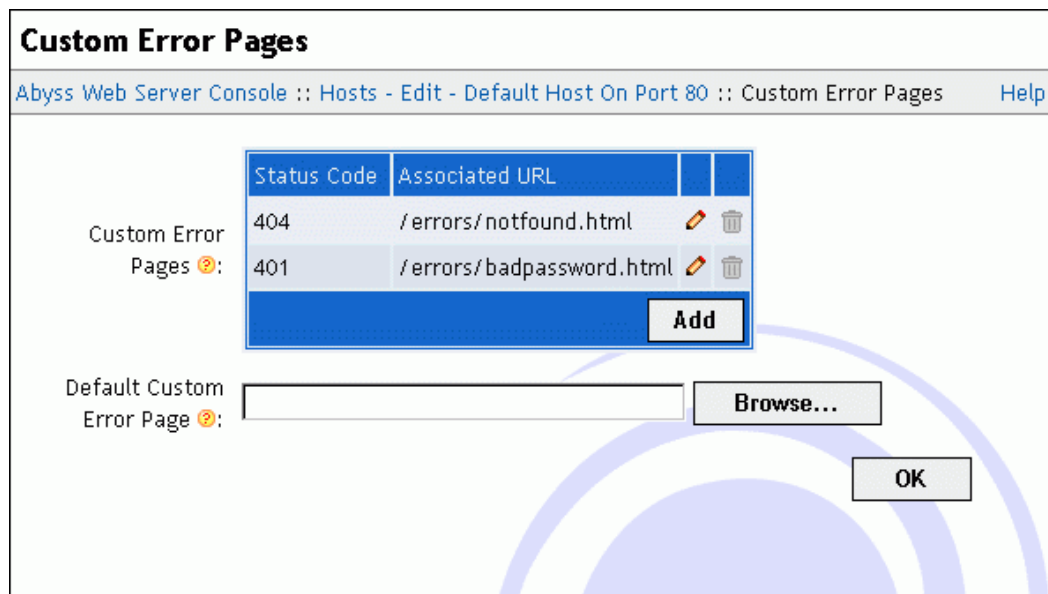 Custom Error Pages
Abyss Web Server Console :: Hosts - Edit - Default Host On Port 80 :: Custom Error Pages Help
Status Code Associated URL
404 /errors/notfound.html
401 /errors/badpassword.html
Custom Error
Pages ?:
Add
Default Custom
Error Page ?:
Browse...
OK